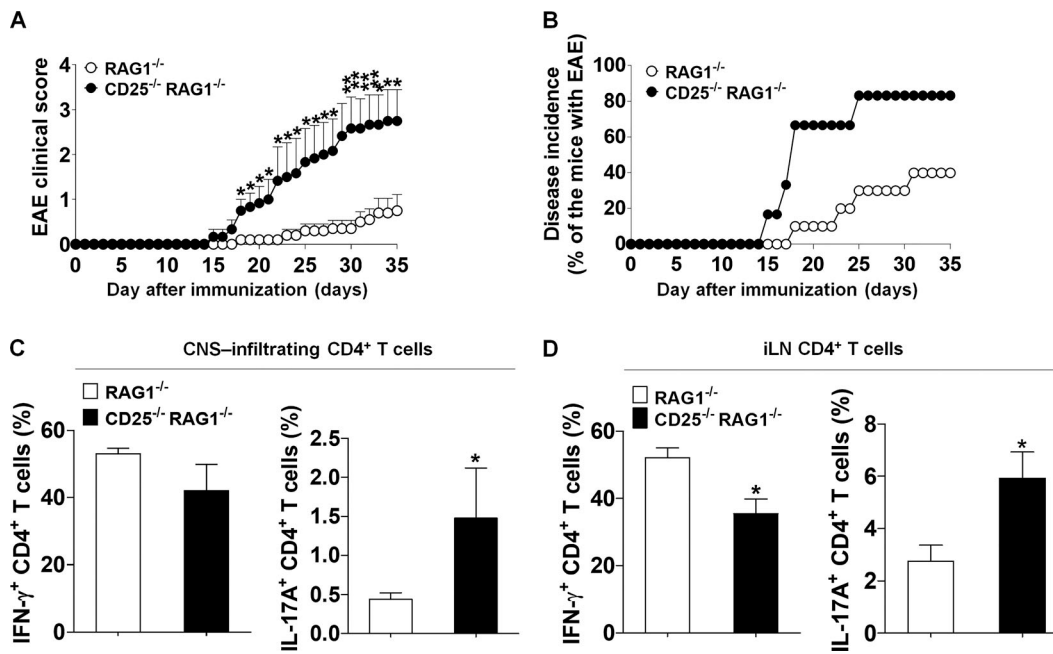 A
RAG1-/-
CD25-/- RAG1-/-
EAE clinical score
4
3
2
1
0
0 5 10 15 20 25 30 35
Day after immunization (days)
B
RAG1-/-
CD25-/- RAG1-/-
Disease incidence
(% of the mice with EAE)
100
80
60
40
20
0
0 5 10 15 20 25 30 35
Day after immunization (days)
C
CNS–infiltrating CD4+ T cells
RAG1-/-
CD25-/- RAG1-/-
IFN-γ+ CD4+ T cells (%)
60
40
20
0
IL-17A+ CD4+ T cells (%)
2.5
2.0
1.5
1.0
0.5
0.0
*
D
iLN CD4+ T cells
RAG1-/-
CD25-/- RAG1-/-
IFN-γ+ CD4+ T cells (%)
60
40
20
0
*
IL-17A+ CD4+ T cells (%)
8
6
4
2
0
*